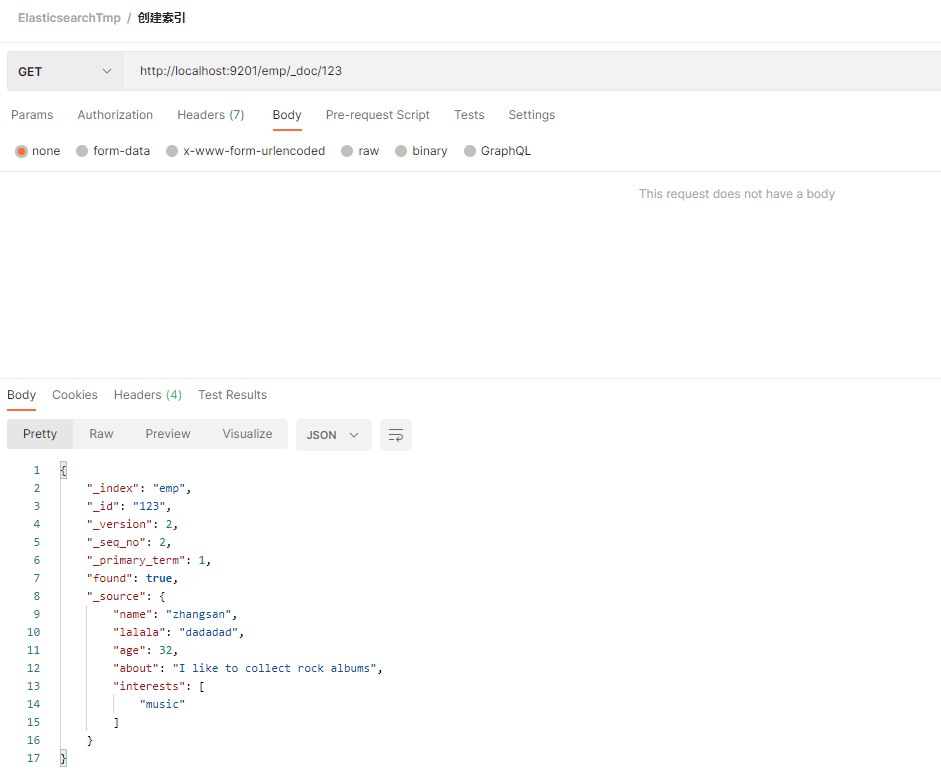 ElasticsearchTmp / 创建索引
GET http://localhost:9201/emp/_doc/123
Params Authorization Headers (7) Body Pre-request Script Tests Settings
none form-data x-www-form-urlencoded raw binary GraphQL
This request does not have a body
Body Cookies Headers (4) Test Results
Pretty Raw Preview Visualize JSON
1 {
2 "_index": "emp",
3 "_id": "123",
4 "_version": 2,
5 "_seq_no": 2,
6 "_primary_term": 1,
7 "found": true,
8 "_source": {
9 "name": "zhangsan",
10 "lalala": "dadadad",
11 "age": 32,
12 "about": "I like to collect rock albums",
13 "interests": [
14 "music"
15 ]
16 }
17 }